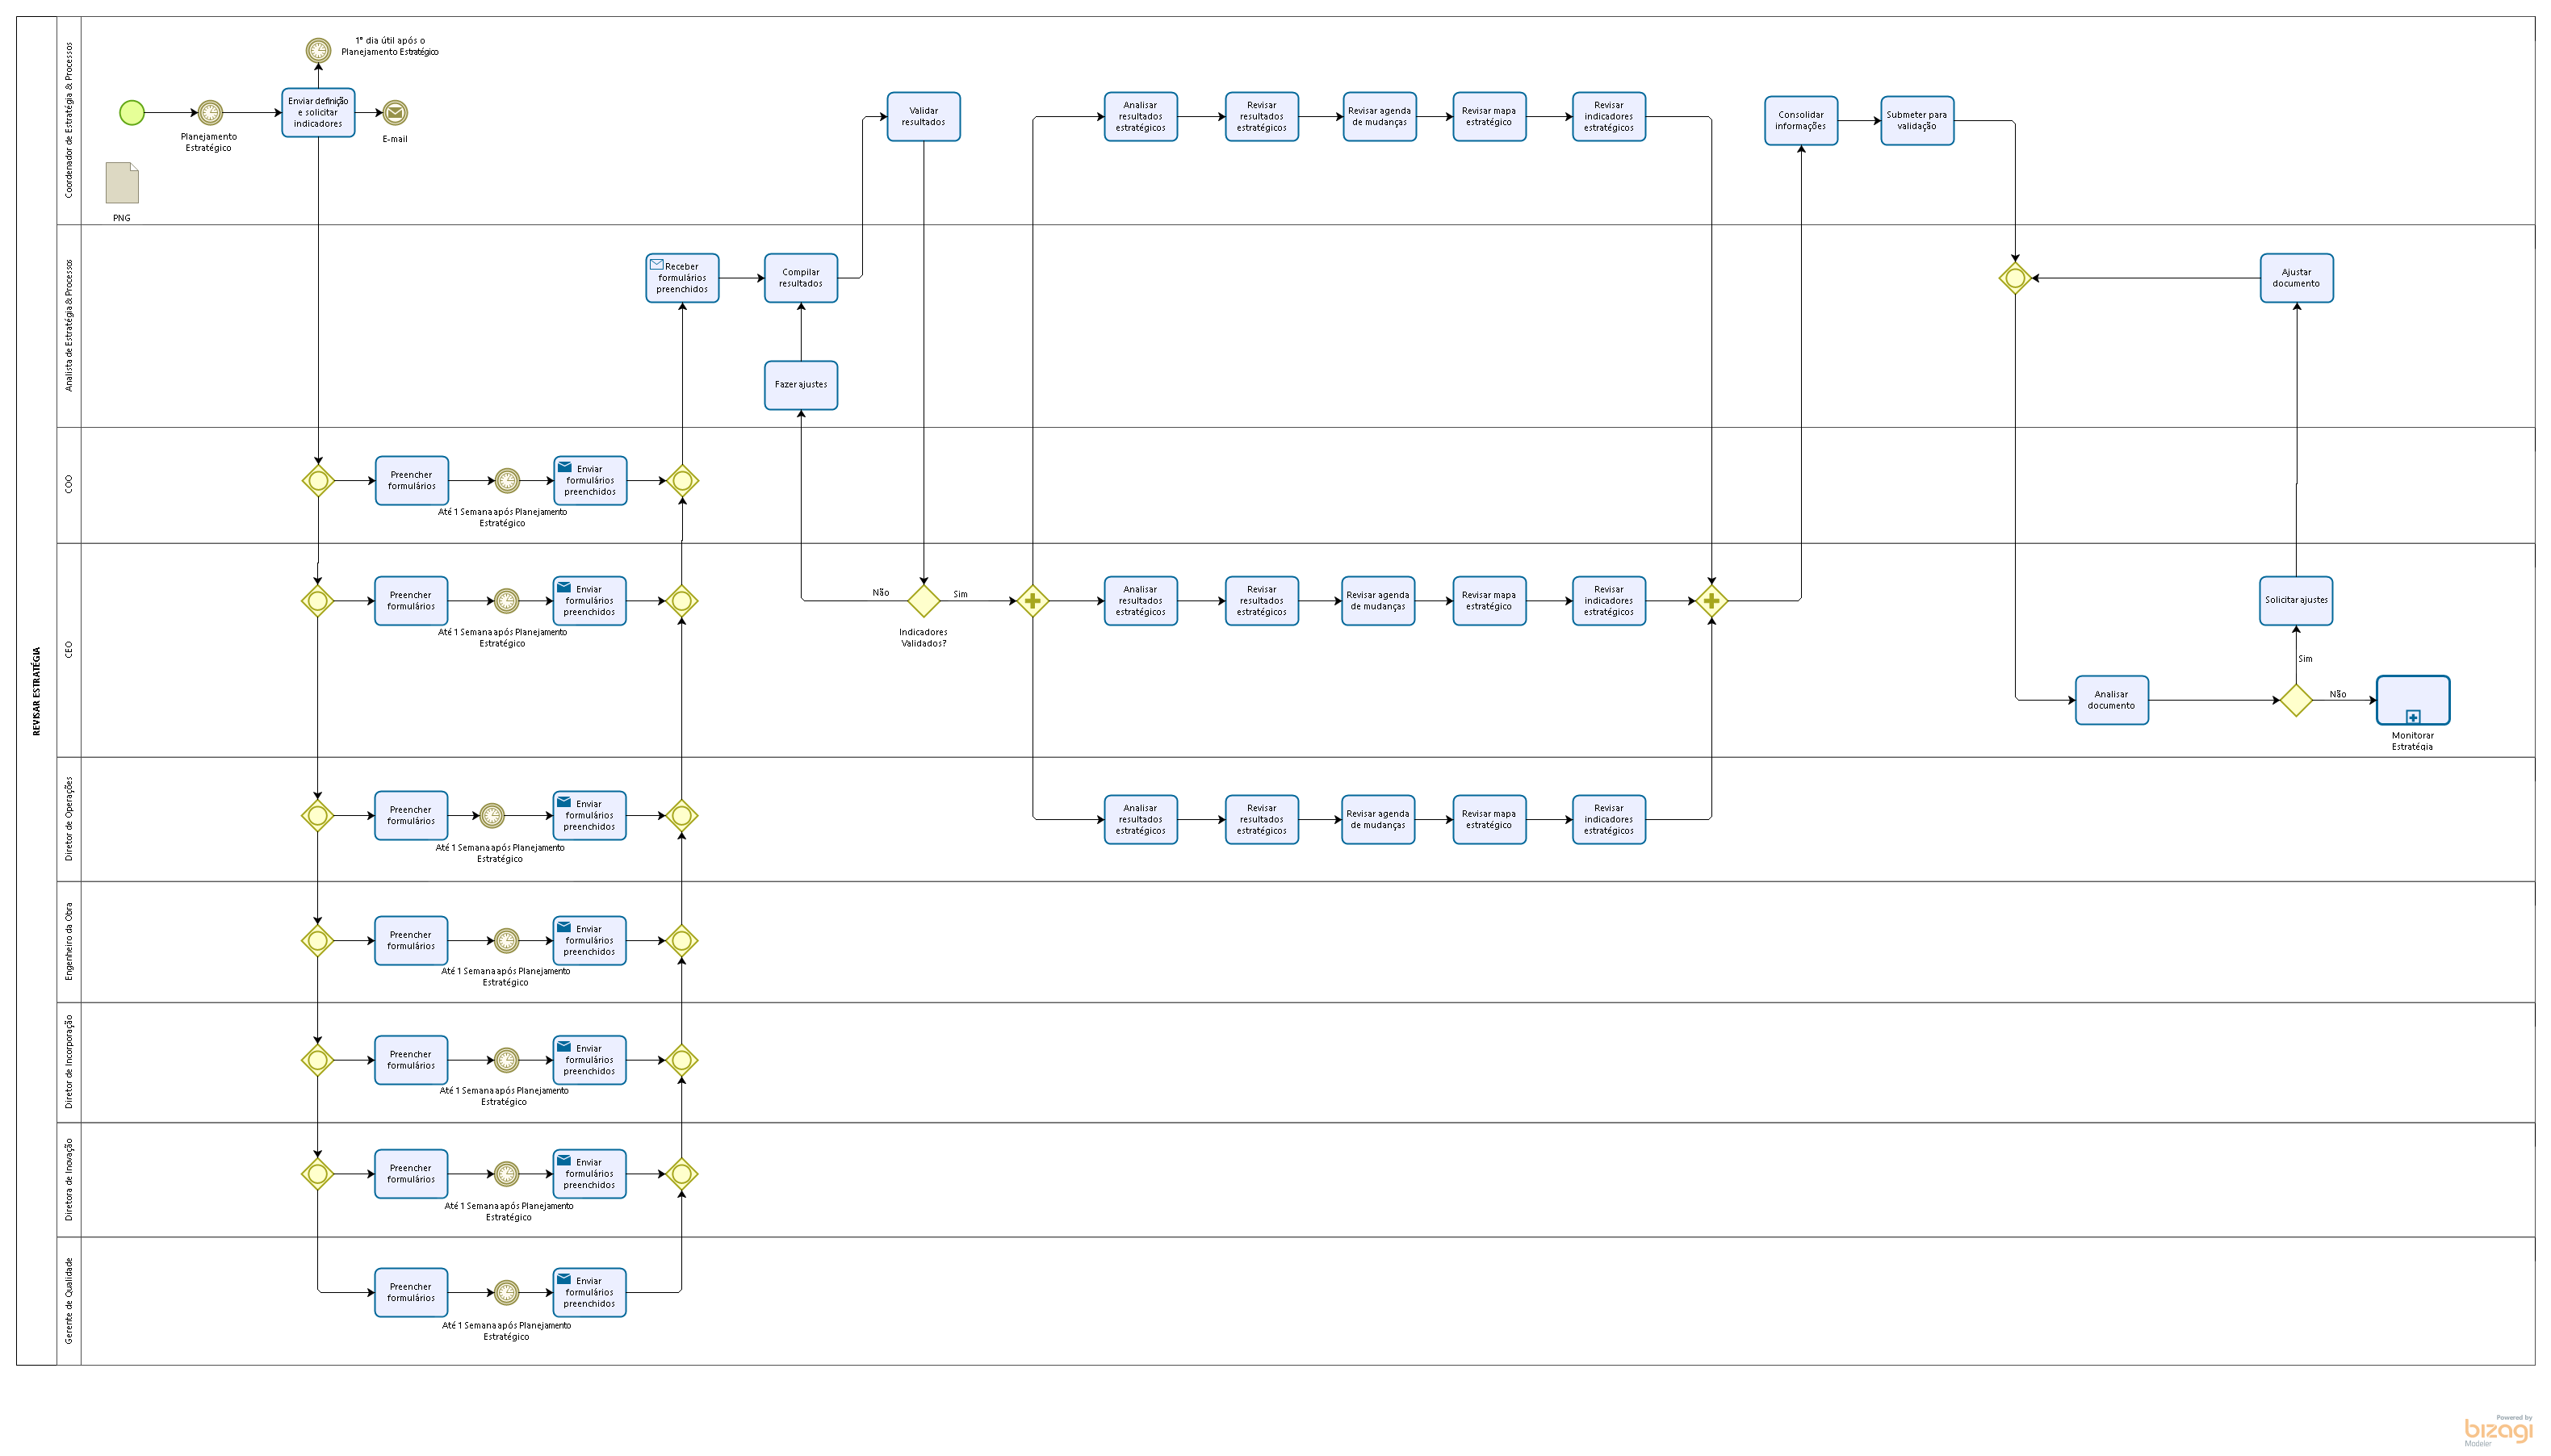 REVISAR ESTRATÉGIA
Coordenador de Estratégia & Processos
1° dia útil após o
Planejamento Estratégico
Planejamento
Estratégico
Enviar definição
e solicitar
indicadores
E-mail
PNG
Validar
resultados
Analisar
resultados
estratégicos
Revisar
resultados
estratégicos
Revisar agenda
de mudanças
Revisar mapa
estratégico
Revisar
indicadores
estratégicos
Consolidar
informações
Submeter para
validação
Analista de Estratégia & Processos
Receber
formulários
preenchidos
Compilar
resultados
Fazer ajustes
Ajustar
documento
COO
Preencher
formulários
Até 1 Semana após Planejamento
Estratégico
Enviar
formulários
preenchidos
CEO
Preencher
formulários
Até 1 Semana após Planejamento
Estratégico
Enviar
formulários
preenchidos
Não
Sim
Indicadores
Validados?
Analisar
resultados
estratégicos
Revisar
resultados
estratégicos
Revisar agenda
de mudanças
Revisar mapa
estratégico
Revisar
indicadores
estratégicos
Solicitar ajustes
Sim
Analisar
documento
Não
Monitorar
Estratégia
Diretor de Operações
Preencher
formulários
Até 1 Semana após Planejamento
Estratégico
Enviar
formulários
preenchidos
Analisar
resultados
estratégicos
Revisar
resultados
estratégicos
Revisar agenda
de mudanças
Revisar mapa
estratégico
Revisar
indicadores
estratégicos
Engenheiro da Obra
Preencher
formulários
Até 1 Semana após Planejamento
Estratégico
Enviar
formulários
preenchidos
Diretor de Incorporação
Preencher
formulários
Até 1 Semana após Planejamento
Estratégico
Enviar
formulários
preenchidos
Diretora de Inovação
Preencher
formulários
Até 1 Semana após Planejamento
Estratégico
Enviar
formulários
preenchidos
Gerente de Qualidade
Preencher
formulários
Até 1 Semana após Planejamento
Estratégico
Enviar
formulários
preenchidos
Powered by
bizagi
Modeler